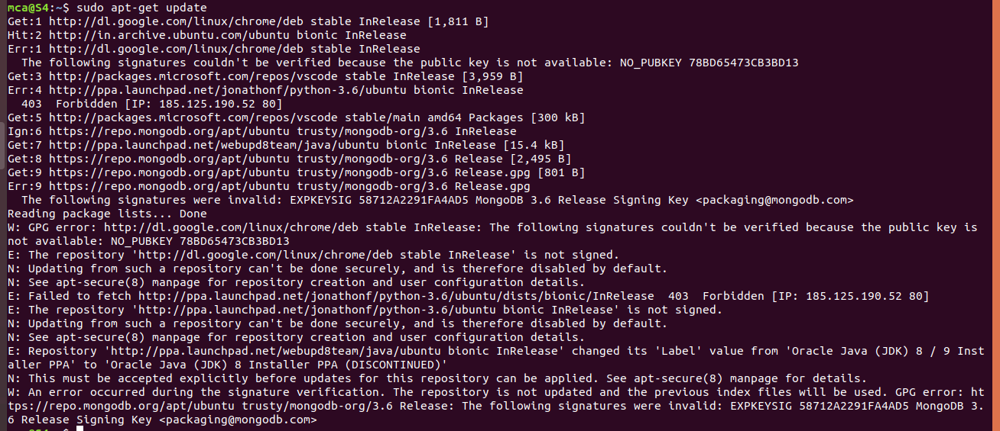 mca@S4:~$ sudo apt-get update
Get:1 http://dl.google.com/linux/chrome/deb stable InRelease [1,811 B]
Hit:2 http://in.archive.ubuntu.com/ubuntu bionic InRelease
Err:1 http://dl.google.com/linux/chrome/deb stable InRelease
  The following signatures couldn't be verified because the public key is not available: NO_PUBKEY 78BD65473CB3BD13
Get:3 http://packages.microsoft.com/repos/vscode stable InRelease [3,959 B]
Err:4 http://ppa.launchpad.net/jonathonf/python-3.6/ubuntu bionic InRelease
  403  Forbidden [IP: 185.125.190.52 80]
Get:5 http://packages.microsoft.com/repos/vscode stable/main amd64 Packages [300 kB]
Ign:6 https://repo.mongodb.org/apt/ubuntu trusty/mongodb-org/3.6 InRelease
Get:7 http://ppa.launchpad.net/webupd8team/java/ubuntu bionic InRelease [15.4 kB]
Get:8 https://repo.mongodb.org/apt/ubuntu trusty/mongodb-org/3.6 Release [2,495 B]
Get:9 https://repo.mongodb.org/apt/ubuntu trusty/mongodb-org/3.6 Release.gpg [801 B]
Err:9 https://repo.mongodb.org/apt/ubuntu trusty/mongodb-org/3.6 Release.gpg
  The following signatures were invalid: EXPKEYSIG 58712A2291FA4AD5 MongoDB 3.6 Release Signing Key <packaging@mongodb.com>
Reading package lists... Done
W: GPG error: http://dl.google.com/linux/chrome/deb stable InRelease: The following signatures couldn't be verified because the public key is
not available: NO_PUBKEY 78BD65473CB3BD13
E: The repository 'http://dl.google.com/linux/chrome/deb stable InRelease' is not signed.
N: Updating from such a repository can't be done securely, and is therefore disabled by default.
N: See apt-secure(8) manpage for repository creation and user configuration details.
E: Failed to fetch http://ppa.launchpad.net/jonathonf/python-3.6/ubuntu/dists/bionic/InRelease  403  Forbidden [IP: 185.125.190.52 80]
E: The repository 'http://ppa.launchpad.net/jonathonf/python-3.6/ubuntu bionic InRelease' is not signed.
N: Updating from such a repository can't be done securely, and is therefore disabled by default.
N: See apt-secure(8) manpage for repository creation and user configuration details.
E: Repository 'http://ppa.launchpad.net/webupd8team/java/ubuntu bionic InRelease' changed its 'Label' value from 'Oracle Java (JDK) 8 / 9 Inst
aller PPA' to 'Oracle Java (JDK) 8 Installer PPA (DISCONTINUED)'
N: This must be accepted explicitly before updates for this repository can be applied. See apt-secure(8) manpage for details.
W: An error occurred during the signature verification. The repository is not updated and the previous index files will be used. GPG error: ht
tps://repo.mongodb.org/apt/ubuntu trusty/mongodb-org/3.6 Release: The following signatures were invalid: EXPKEYSIG 58712A2291FA4AD5 MongoDB 3.
6 Release Signing Key <packaging@mongodb.com>